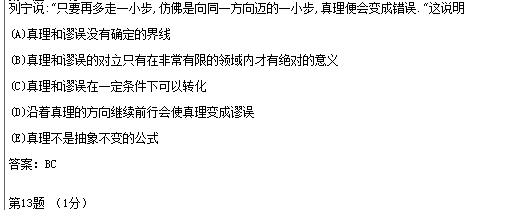 列宁说:“只要再多走一小步,仿佛是向同一方向迈的一小步,真理便会变成错误.“这说明
(A)真理和谬误没有确定的界线
(B)真理和谬误的对立只有在非常有限的领域内才有绝对的意义
(C)真理和谬误在一定条件下可以转化
(D)沿着真理的方向继续前行会使真理变成谬误
(E)真理不是抽象不变的公式
答案: BC
第13题 (1分)